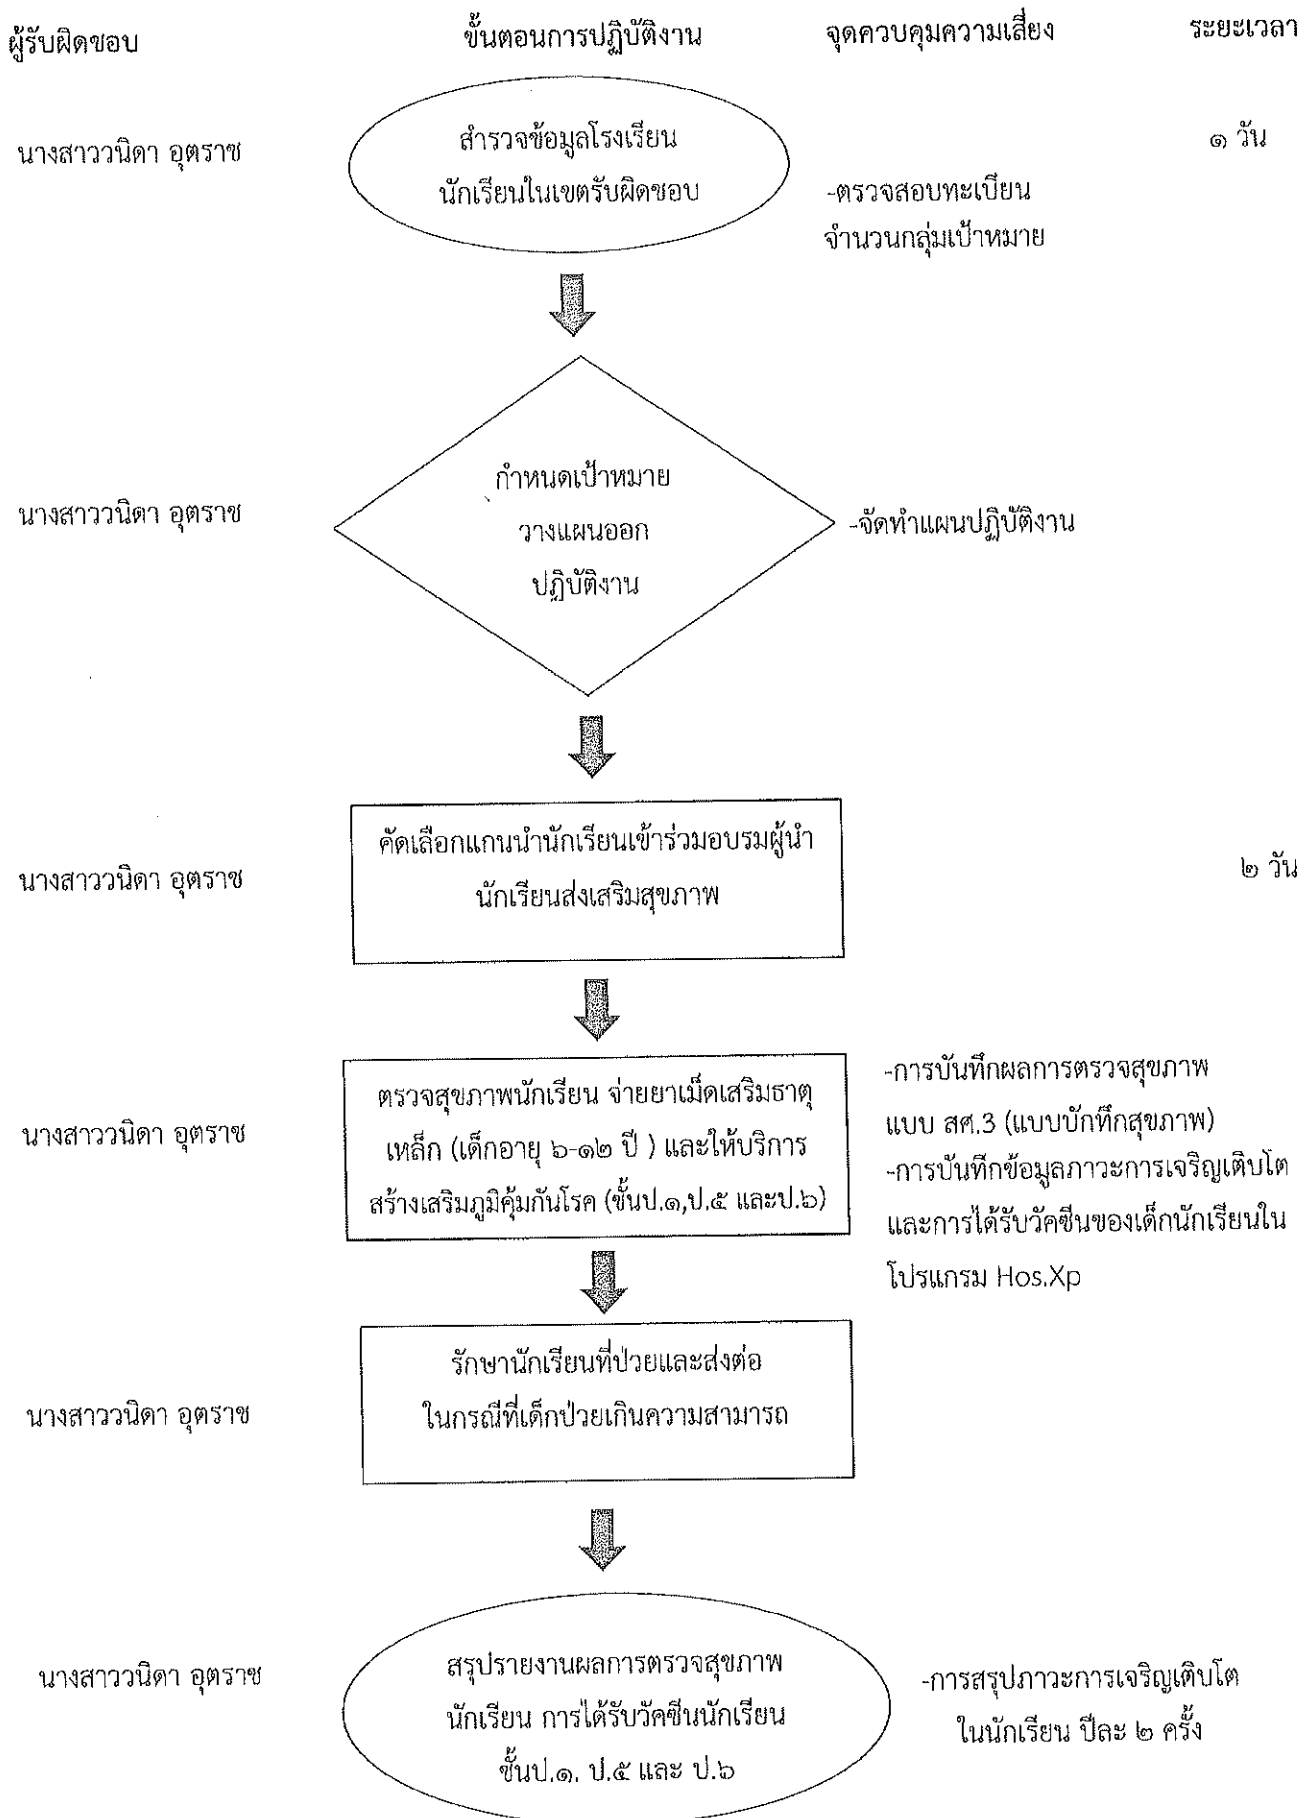 ผู้รับผิดชอบ ขั้นตอนการปฏิบัติงาน จุดควบคุมความเสี่ยง ระยะเวลา
นางสาววนิดา อุตราช
สำรวจข้อมูลโรงเรียน
นักเรียนในเขตรับผิดชอบ
-ตรวจสอบทะเบียน
จำนวนกลุ่มเป้าหมาย
๑ วัน
นางสาววนิดา อุตราช
กำหนดเป้าหมาย
วางแผนออก
ปฏิบัติงาน
-จัดทำแผนปฏิบัติงาน
นางสาววนิดา อุตราช
คัดเลือกแกนนำนักเรียนเข้าร่วมอบรมผู้นำ
นักเรียนส่งเสริมสุขภาพ
๒ วัน
นางสาววนิดา อุตราช
ตรวจสุขภาพนักเรียน จ่ายยาเม็ดเสริมธาตุ
เหล็ก (เด็กอายุ ๖-๑๒ ปี ) และให้บริการ
สร้างเสริมภูมิคุ้มกันโรค (ชั้นป.๑,ป.๕ และป.๖)
-การบันทึกผลการตรวจสุขภาพ
แบบ สศ.3 (แบบบักทึกสุขภาพ)
-การบันทึกข้อมูลภาวะการเจริญเติบโต
และการได้รับวัคซีนของเด็กนักเรียนใน
โปรแกรม Hos.Xp
นางสาววนิดา อุตราช
รักษานักเรียนที่ป่วยและส่งต่อ
ในกรณีที่เด็กป่วยเกินความสามารถ
นางสาววนิดา อุตราช
สรุปรายงานผลการตรวจสุขภาพ
นักเรียน การได้รับวัคซีนนักเรียน
ชั้นป.๑, ป.๕ และ ป.๖
-การสรุปภาวะการเจริญเติบโต
ในนักเรียน ปีละ ๒ ครั้ง